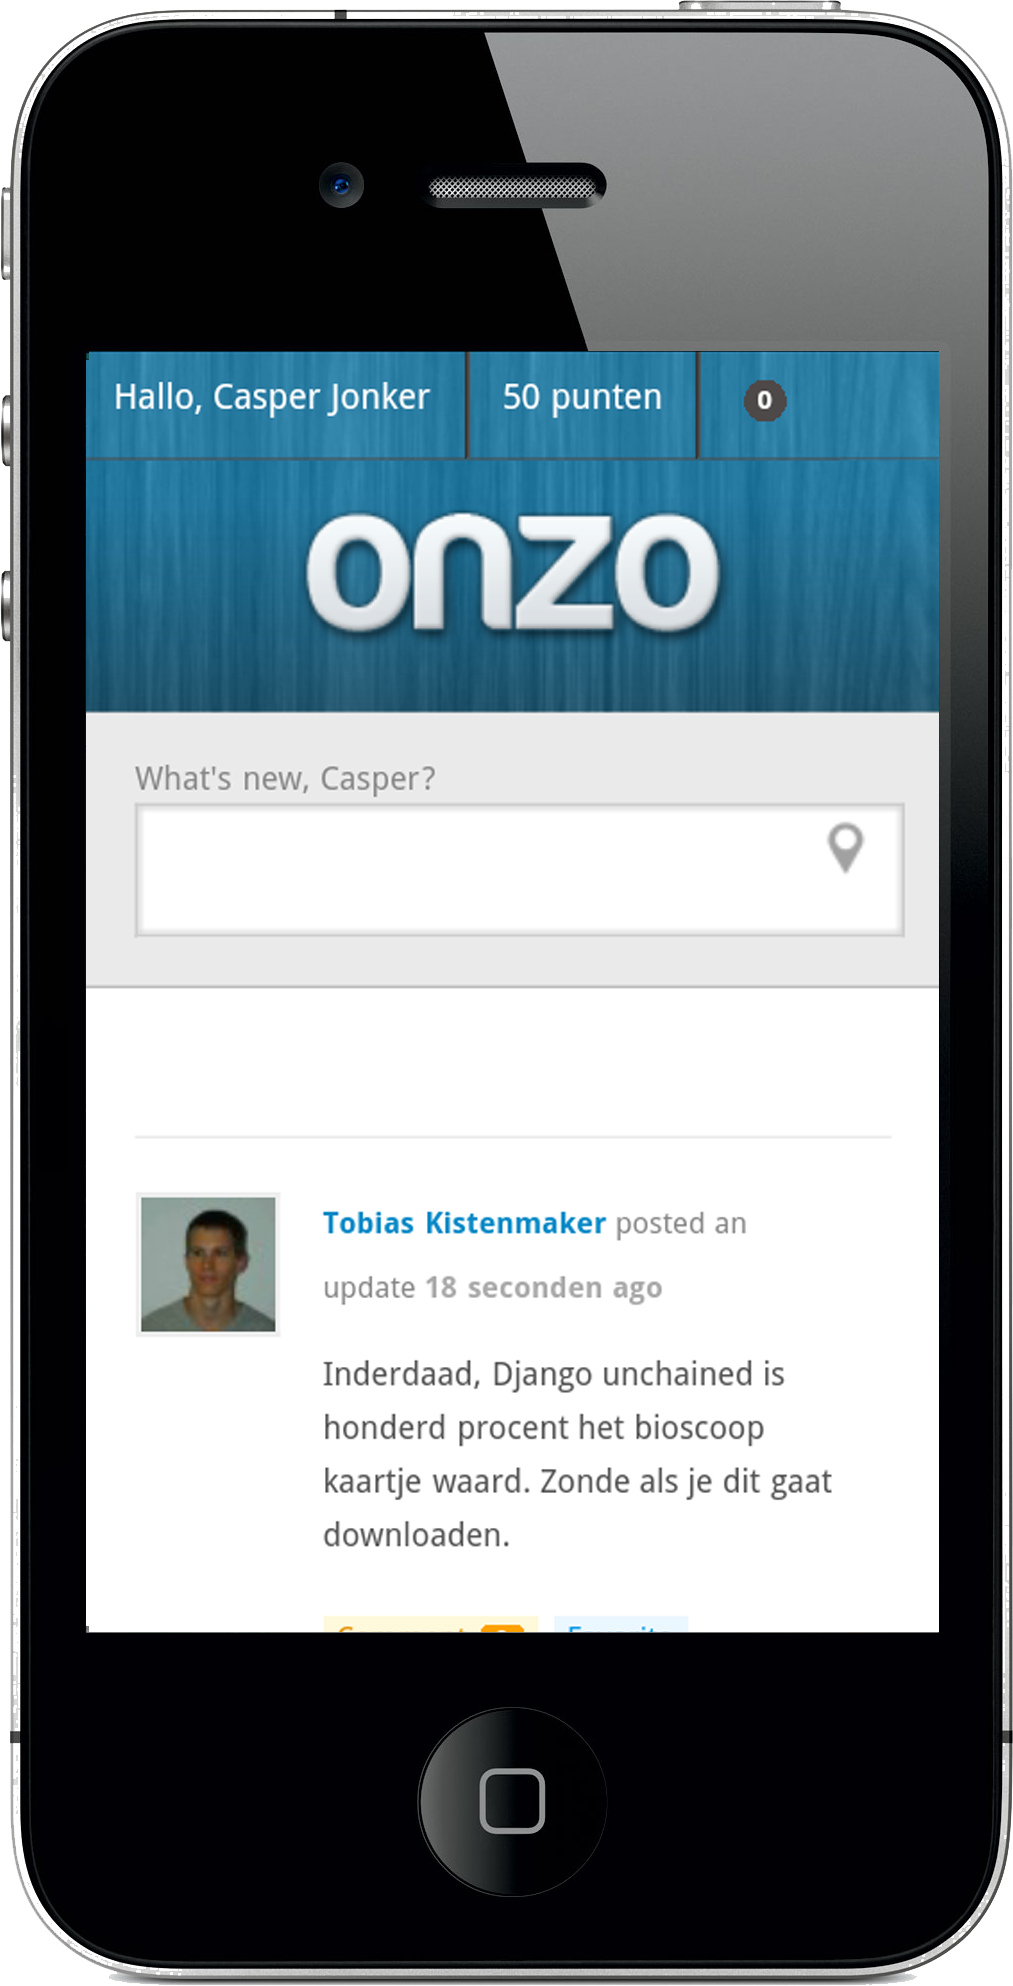 Hallo, Casper Jonker 50 punten 0
onzo
What's new, Casper?
Tobias Kistenmaker posted an
update 18 seconden ago
Inderdaad, Django unchained is
honderd procent het bioscoop
kaartje waard. Zonde als je dit gaat
downloaden.